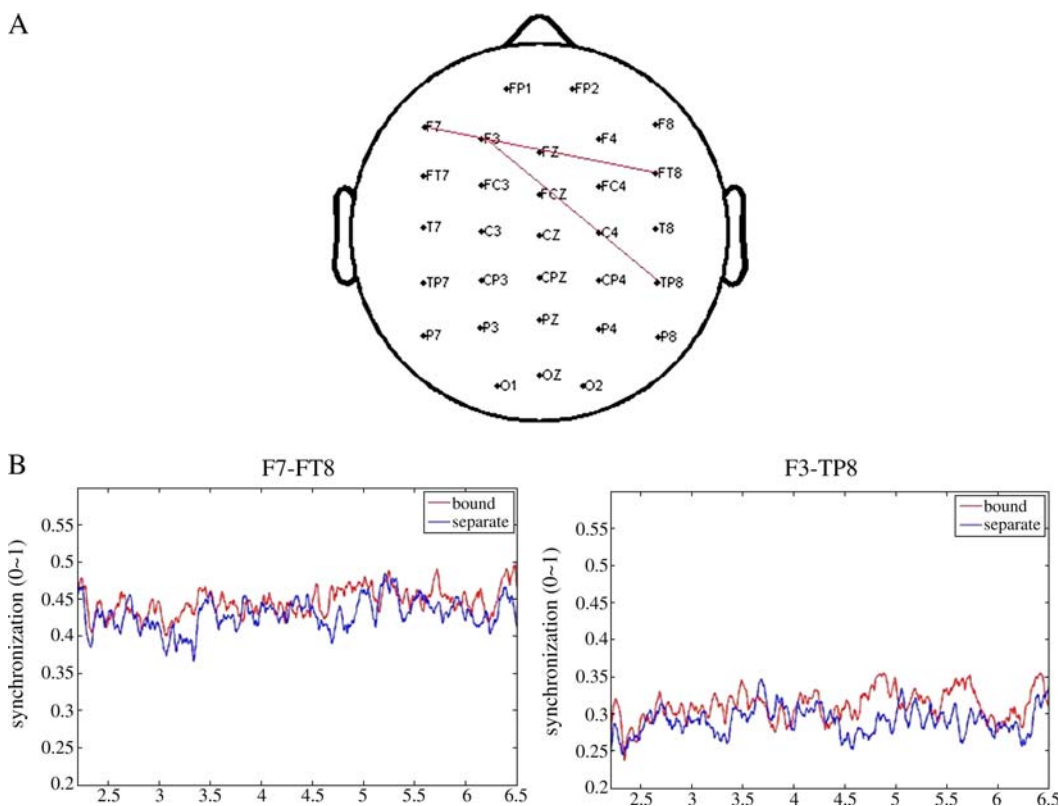 A
FP1 FP2
F7 F3 FZ F4 F8
FT7 FC3 FCZ FC4 FT8
T7 C3 CZ C4 T8
TP7 CP3 CPZ CP4 TP8
P7 P3 PZ P4 P8
O1 OZ O2
B
F7-FT8
synchronization (0~1)
0.55
0.5
0.45
0.4
0.35
0.3
0.25
0.2
2.5 3 3.5 4 4.5 5 5.5 6 6.5
bound
separate
F3-TP8
synchronization (0~1)
0.55
0.5
0.45
0.4
0.35
0.3
0.25
0.2
2.5 3 3.5 4 4.5 5 5.5 6 6.5
bound
separate